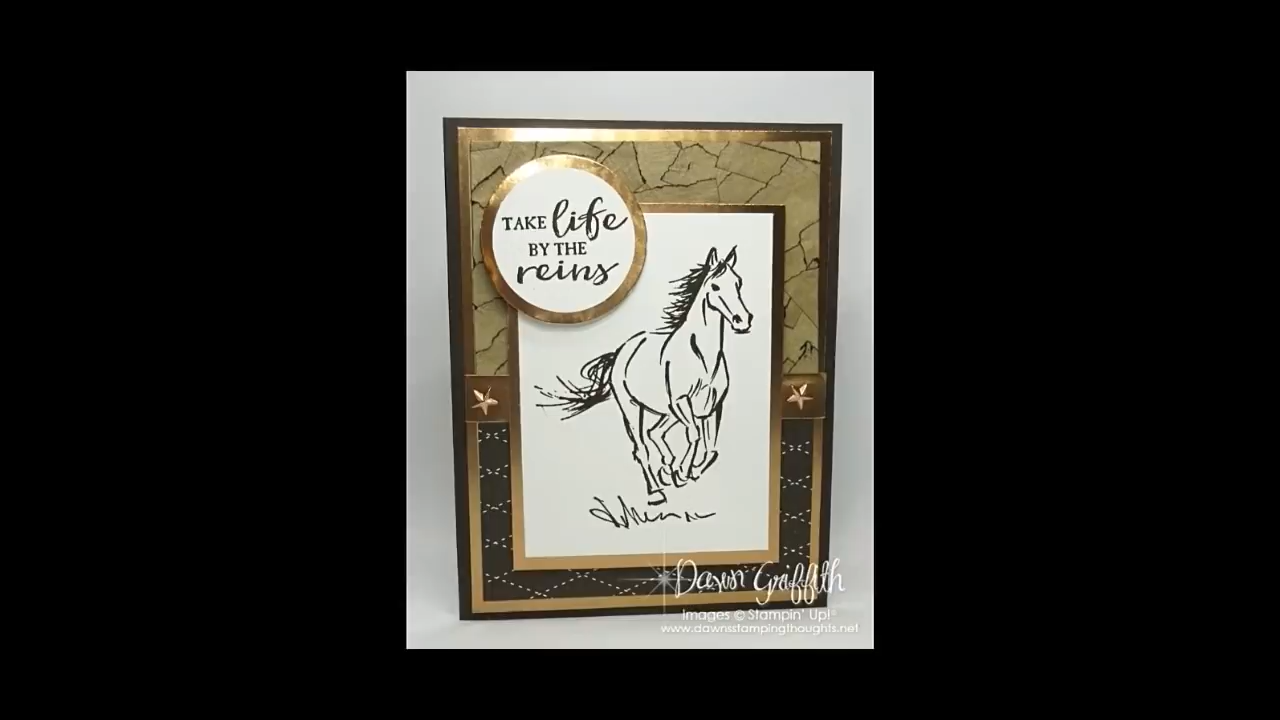 TAKE life
BY THE
reins
Dawn Griffith
Images © Stampin' Up!®
www.dawnsstampingthoughts.net